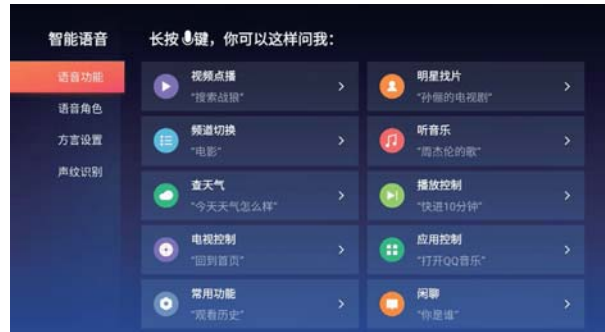 智能语音
长按键，你可以这样问我：
语音功能
语音角色
方言设置
声纹识别
视频点播
"搜索战狼"
明星找片
"孙俪的电视剧"
频道切换
"电影"
听音乐
"周杰伦的歌"
查天气
"今天天气怎么样"
播放控制
"快进10分钟"
电视控制
"回到首页"
应用控制
"打开QQ音乐"
常用功能
"观看历史"
闲聊
"你是谁"